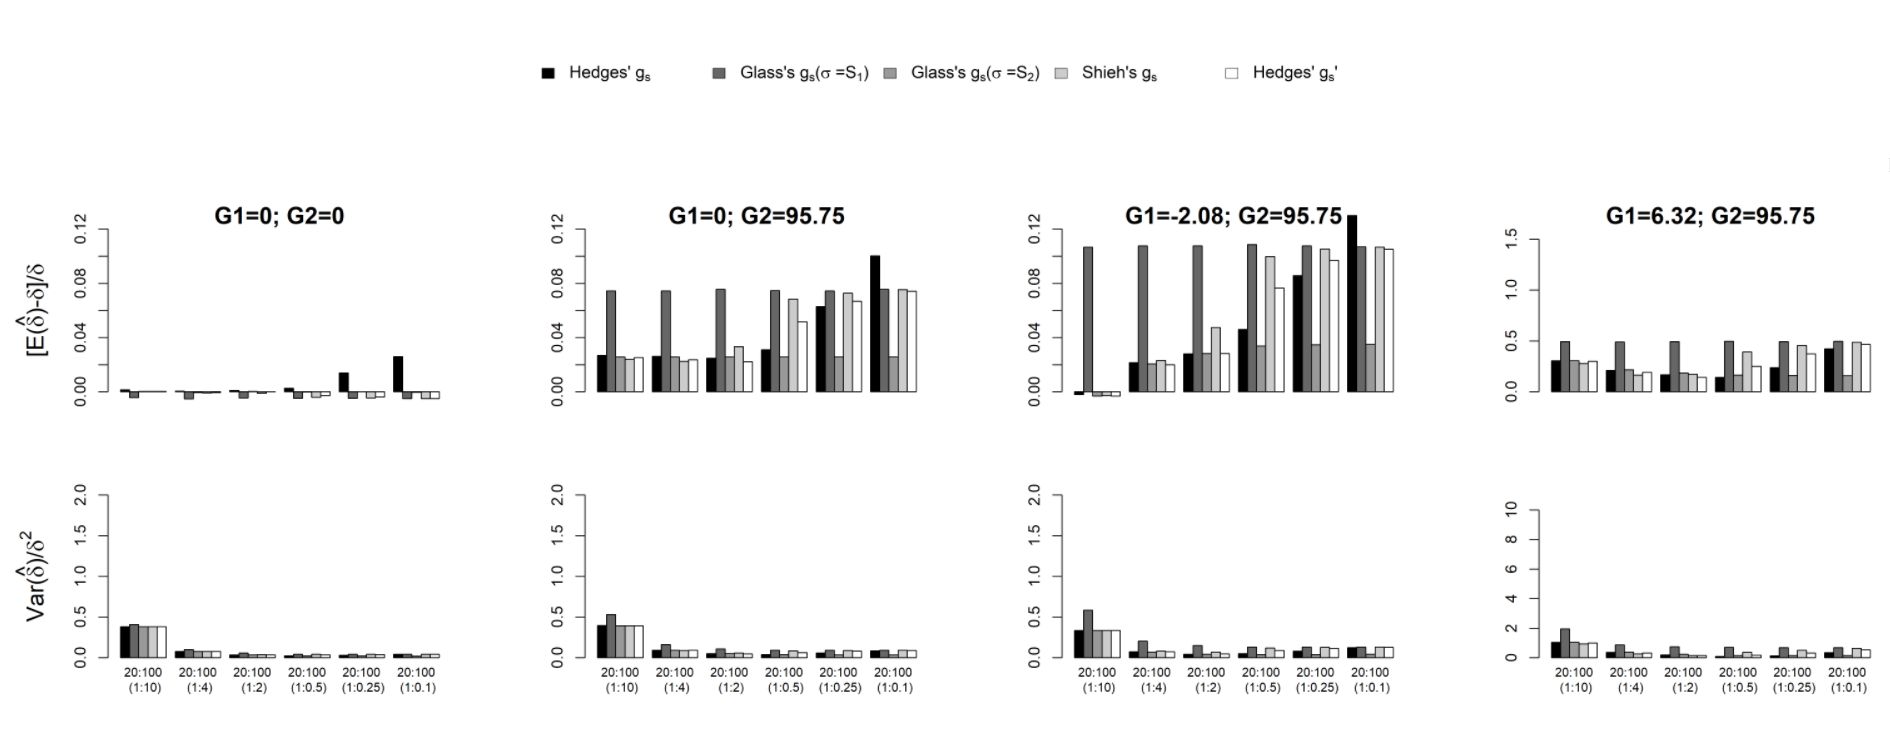 Hedges' gs Glass's gs(σ =S1) Glass's gs(σ =S2) Shieh's gs Hedges' gs'
G1=0; G2=0 G1=0; G2=95.75 G1=-2.08; G2=95.75 G1=6.32; G2=95.75
[E(δ̂)-δ]/δ
0.12 0.12 0.12 1.5
0.08 0.08 0.08 1.0
0.04 0.04 0.04 0.5
0.00 0.00 0.00 0.0
Var(δ̂)/δ²
2.0 2.0 2.0 10
1.5 1.5 1.5 8
1.0 1.0 1.0 6
0.5 0.5 0.5 4
0.0 0.0 0.0 2
0
20:100 20:100 20:100 20:100 20:100 20:100 20:100 20:100 20:100 20:100 20:100 20:100 20:100 20:100 20:100 20:100 20:100 20:100 20:100 20:100 20:100 20:100 20:100 20:100
(1:10) (1:4) (1:2) (1:0.5) (1:0.25) (1:0.1) (1:10) (1:4) (1:2) (1:0.5) (1:0.25) (1:0.1) (1:10) (1:4) (1:2) (1:0.5) (1:0.25) (1:0.1) (1:10) (1:4) (1:2) (1:0.5) (1:0.25) (1:0.1)